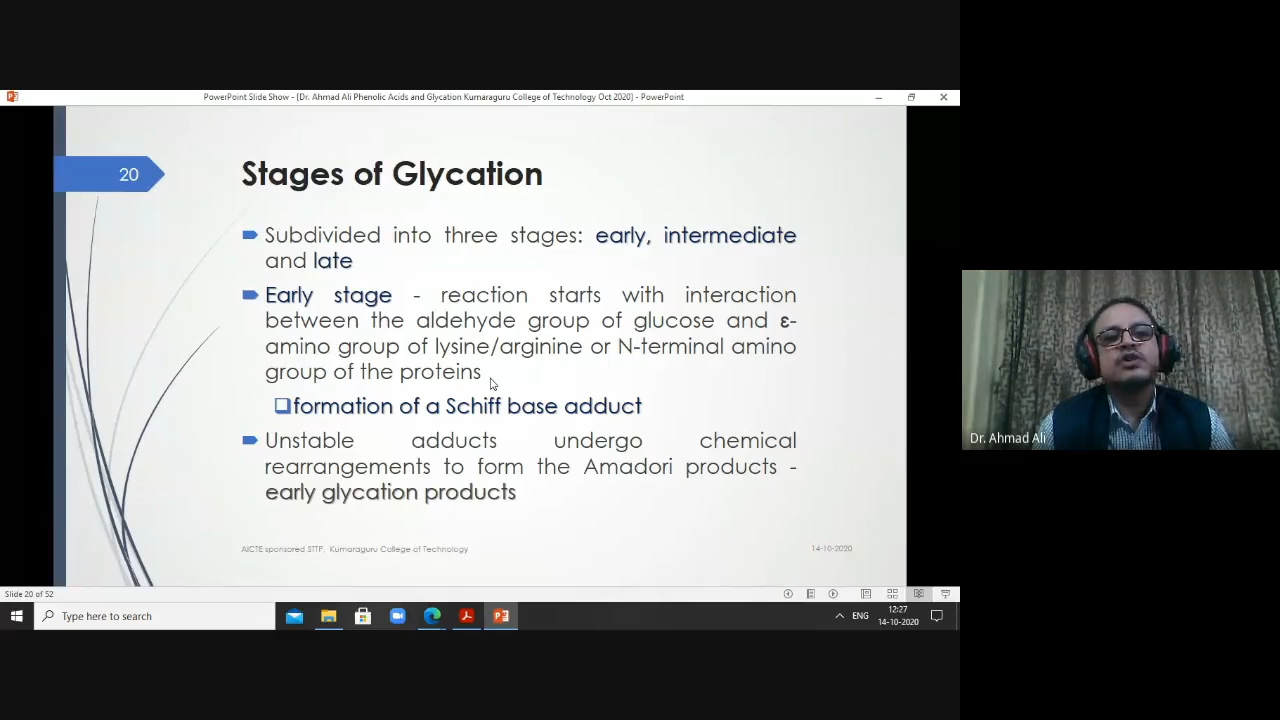 PowerPoint Slide Show - [Dr. Ahmad Ali Phenolic Acids and Glycation Kumaraguru College of Technology Oct 2020] - PowerPoint
20
Stages of Glycation
Subdivided into three stages: early, intermediate
and late
Early stage - reaction starts with interaction
between the aldehyde group of glucose and ε-
amino group of lysine/arginine or N-terminal amino
group of the proteins
formation of a Schiff base adduct
Unstable adducts undergo chemical
rearrangements to form the Amadori products -
early glycation products
AICTE sponsored STTP, Kumaraguru College of Technology
14-10-2020
Dr. Ahmad Ali
Slide 20 of 52
Type here to search
ENG
12:27
14-10-2020